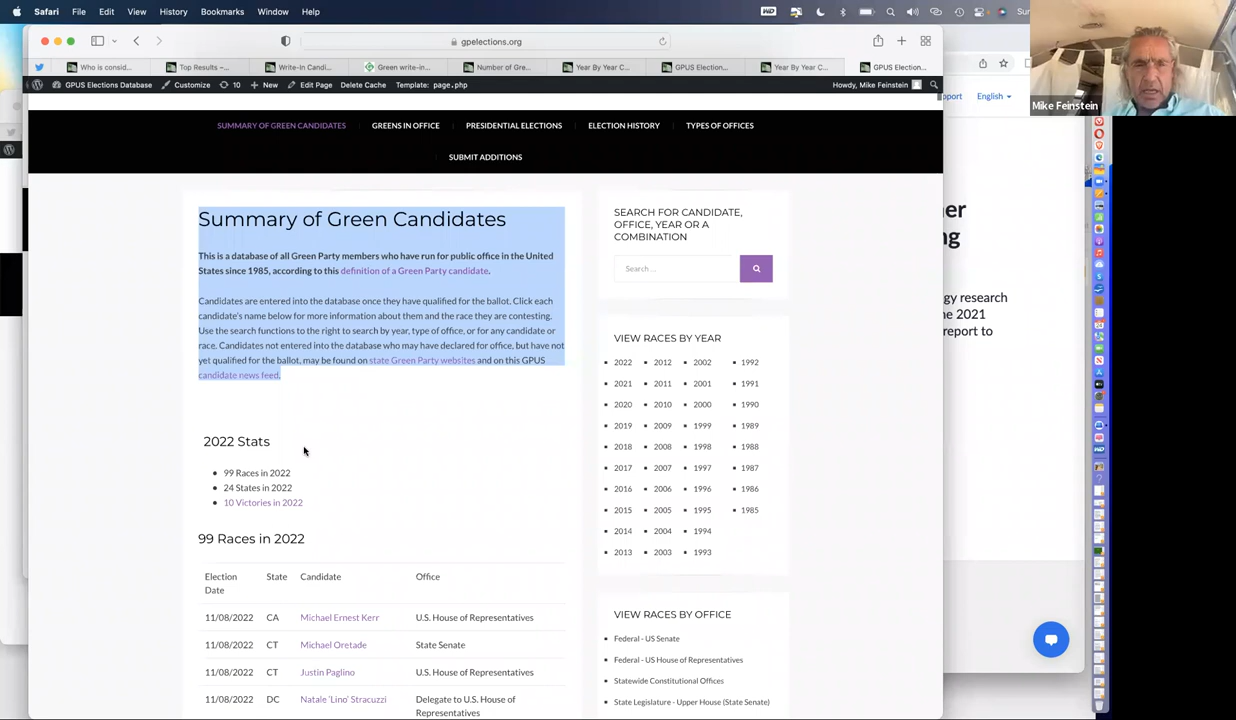 Safari File Edit View History Bookmarks Window Help
gpelections.org
Who is consid...
Top Results –...
Write-In Candi...
Green write-in...
Number of Gre...
Year By Year C...
GPUS Election...
Year By Year C...
GPUS Election...
GPUS Elections Database Customize 10 New Edit Page Delete Cache Template: page.php Howdy, Mike Feinstein
Mike Feinstein
pport English
SUMMARY OF GREEN CANDIDATES GREENS IN OFFICE PRESIDENTIAL ELECTIONS ELECTION HISTORY TYPES OF OFFICES
SUBMIT ADDITIONS
Summary of Green Candidates
This is a database of all Green Party members who have run for public office in the United
States since 1985, according to this definition of a Green Party candidate.
Candidates are entered into the database once they have qualified for the ballot. Click each
candidate's name below for more information about them and the race they are contesting.
Use the search functions to the right to search by year, type of office, or for any candidate or
race. Candidates not entered into the database who may have declared for office, but have not
yet qualified for the ballot, may be found on state Green Party websites and on this GPUS
candidate news feed.
2022 Stats
99 Races in 2022
24 States in 2022
10 Victories in 2022
99 Races in 2022
Election
Date
State Candidate Office
11/08/2022 CA Michael Ernest Kerr U.S. House of Representatives
11/08/2022 CT Michael Oretade State Senate
11/08/2022 CT Justin Paglino U.S. House of Representatives
11/08/2022 DC Natale 'Lino' Stracuzzi Delegate to U.S. House of
Representatives
SEARCH FOR CANDIDATE,
OFFICE, YEAR OR A
COMBINATION
Search ...
VIEW RACES BY YEAR
2022 2012 2002 1992
2021 2011 2001 1991
2020 2010 2000 1990
2019 2009 1999 1989
2018 2008 1998 1988
2017 2007 1997 1987
2016 2006 1996 1986
2015 2005 1995 1985
2014 2004 1994
2013 2003 1993
VIEW RACES BY OFFICE
Federal - US Senate
Federal - US House of Representatives
Statewide Constitutional Offices
State Legislature - Upper House (State Senate)
er
ng
gy research
he 2021
report to